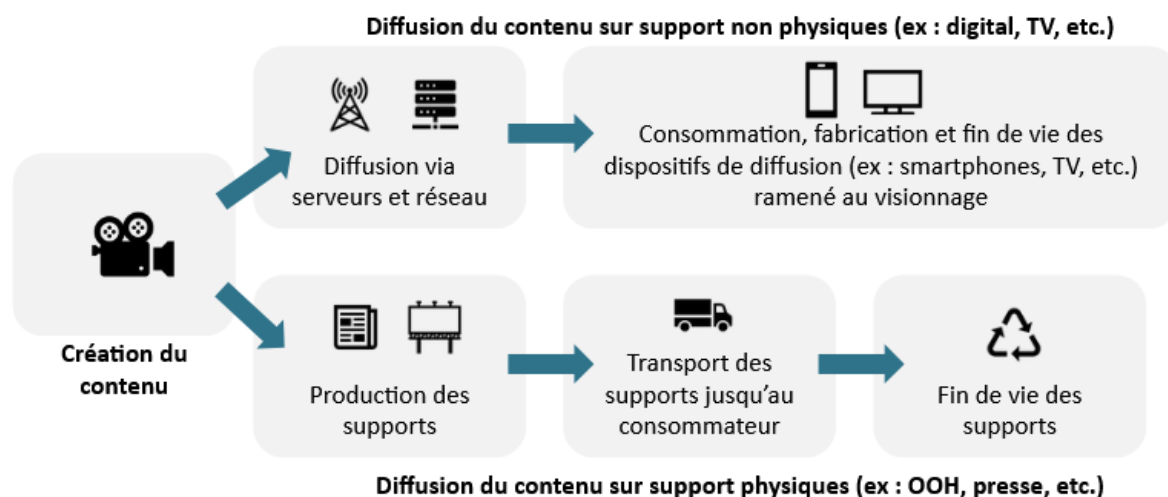 Diffusion du contenu sur support non physiques (ex : digital, TV, etc.)
Diffusion via
serveurs et réseau
Consommation, fabrication et fin de vie des
dispositifs de diffusion (ex : smartphones, TV, etc.)
ramené au visionnage
Création du
contenu
Production des
supports
Transport des
supports jusqu'au
consommateur
Fin de vie des
supports
Diffusion du contenu sur support physiques (ex : OOH, presse, etc.)